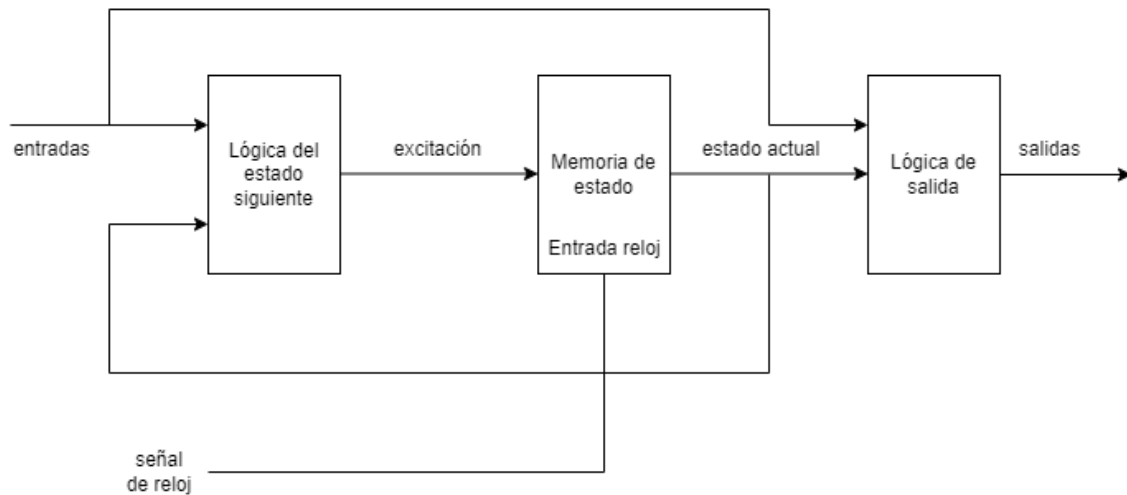 entradas
Lógica del
estado
siguiente
excitación
Memoria de
estado
Entrada reloj
estado actual
Lógica de
salida
salidas
señal
de reloj